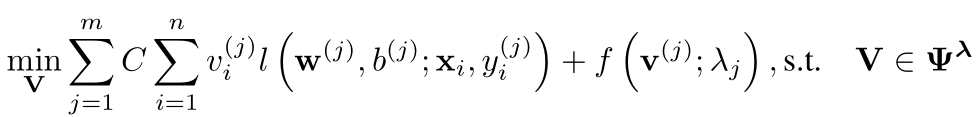 \min_{\mathbf{V}} \sum_{j=1}^{m} C \sum_{i=1}^{n} v_i^{(j)} l \left( \mathbf{w}^{(j)}, b^{(j)}; \mathbf{x}_i, y_i^{(j)} \right) + f \left( \mathbf{v}^{(j)}; \lambda_j \right), \text{s.t.} \quad \mathbf{V} \in \mathbf{\Psi}^{\boldsymbol{\lambda}}